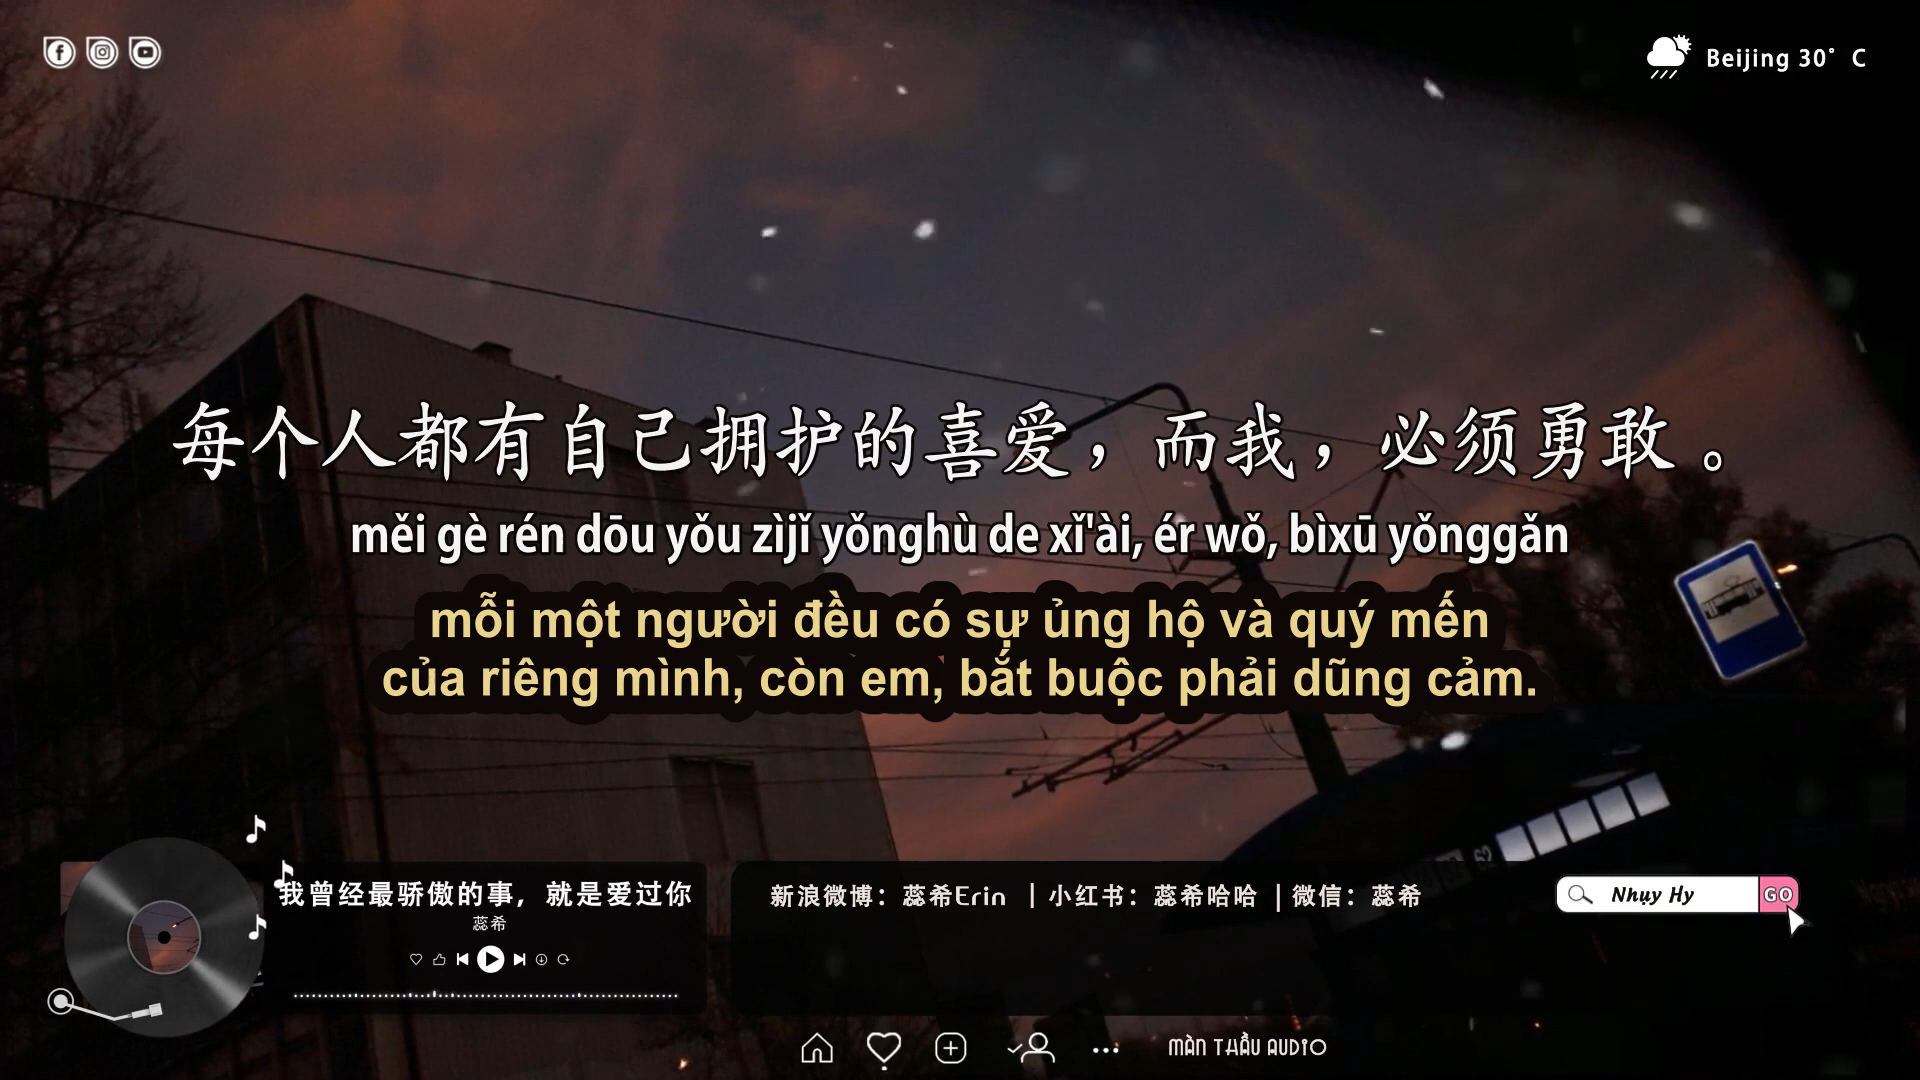 Beijing 30° C
每个人都有自己拥护的喜爱，而我，必须勇敢。
měi gè rén dōu yǒu zìjǐ yǒnghù de xǐ'ài, ér wǒ, bìxū yǒnggǎn
mỗi một người đều có sự ủng hộ và quý mến
của riêng mình, còn em, bắt buộc phải dũng cảm.
62
我曾经最骄傲的事，就是爱过你
蕊希
新浪微博：蕊希Erin | 小红书：蕊希哈哈 | 微信：蕊希
Nhụy Hy
GO
MÀN THẦU AUDIO